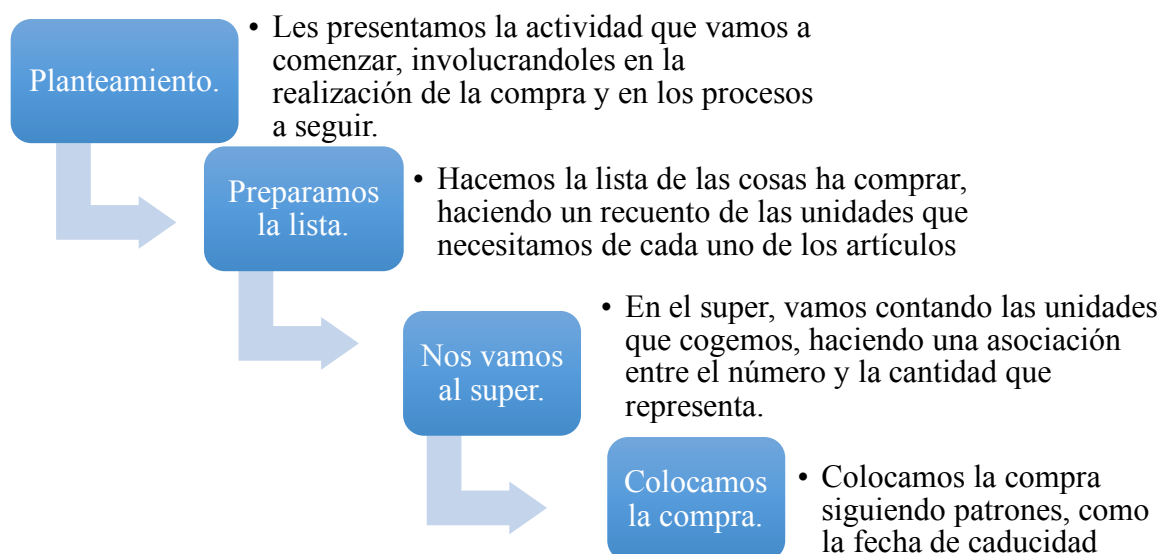 Planteamiento.
• Les presentamos la actividad que vamos a
comenzar, involucrandoles en la
realización de la compra y en los procesos
a seguir.
Preparamos
la lista.
• Hacemos la lista de las cosas ha comprar,
haciendo un recuento de las unidades que
necesitamos de cada uno de los artículos
Nos vamos
al super.
• En el super, vamos contando las unidades
que cogemos, haciendo una asociación
entre el número y la cantidad que
representa.
Colocamos
la compra.
• Colocamos la compra
siguiendo patrones, como
la fecha de caducidad